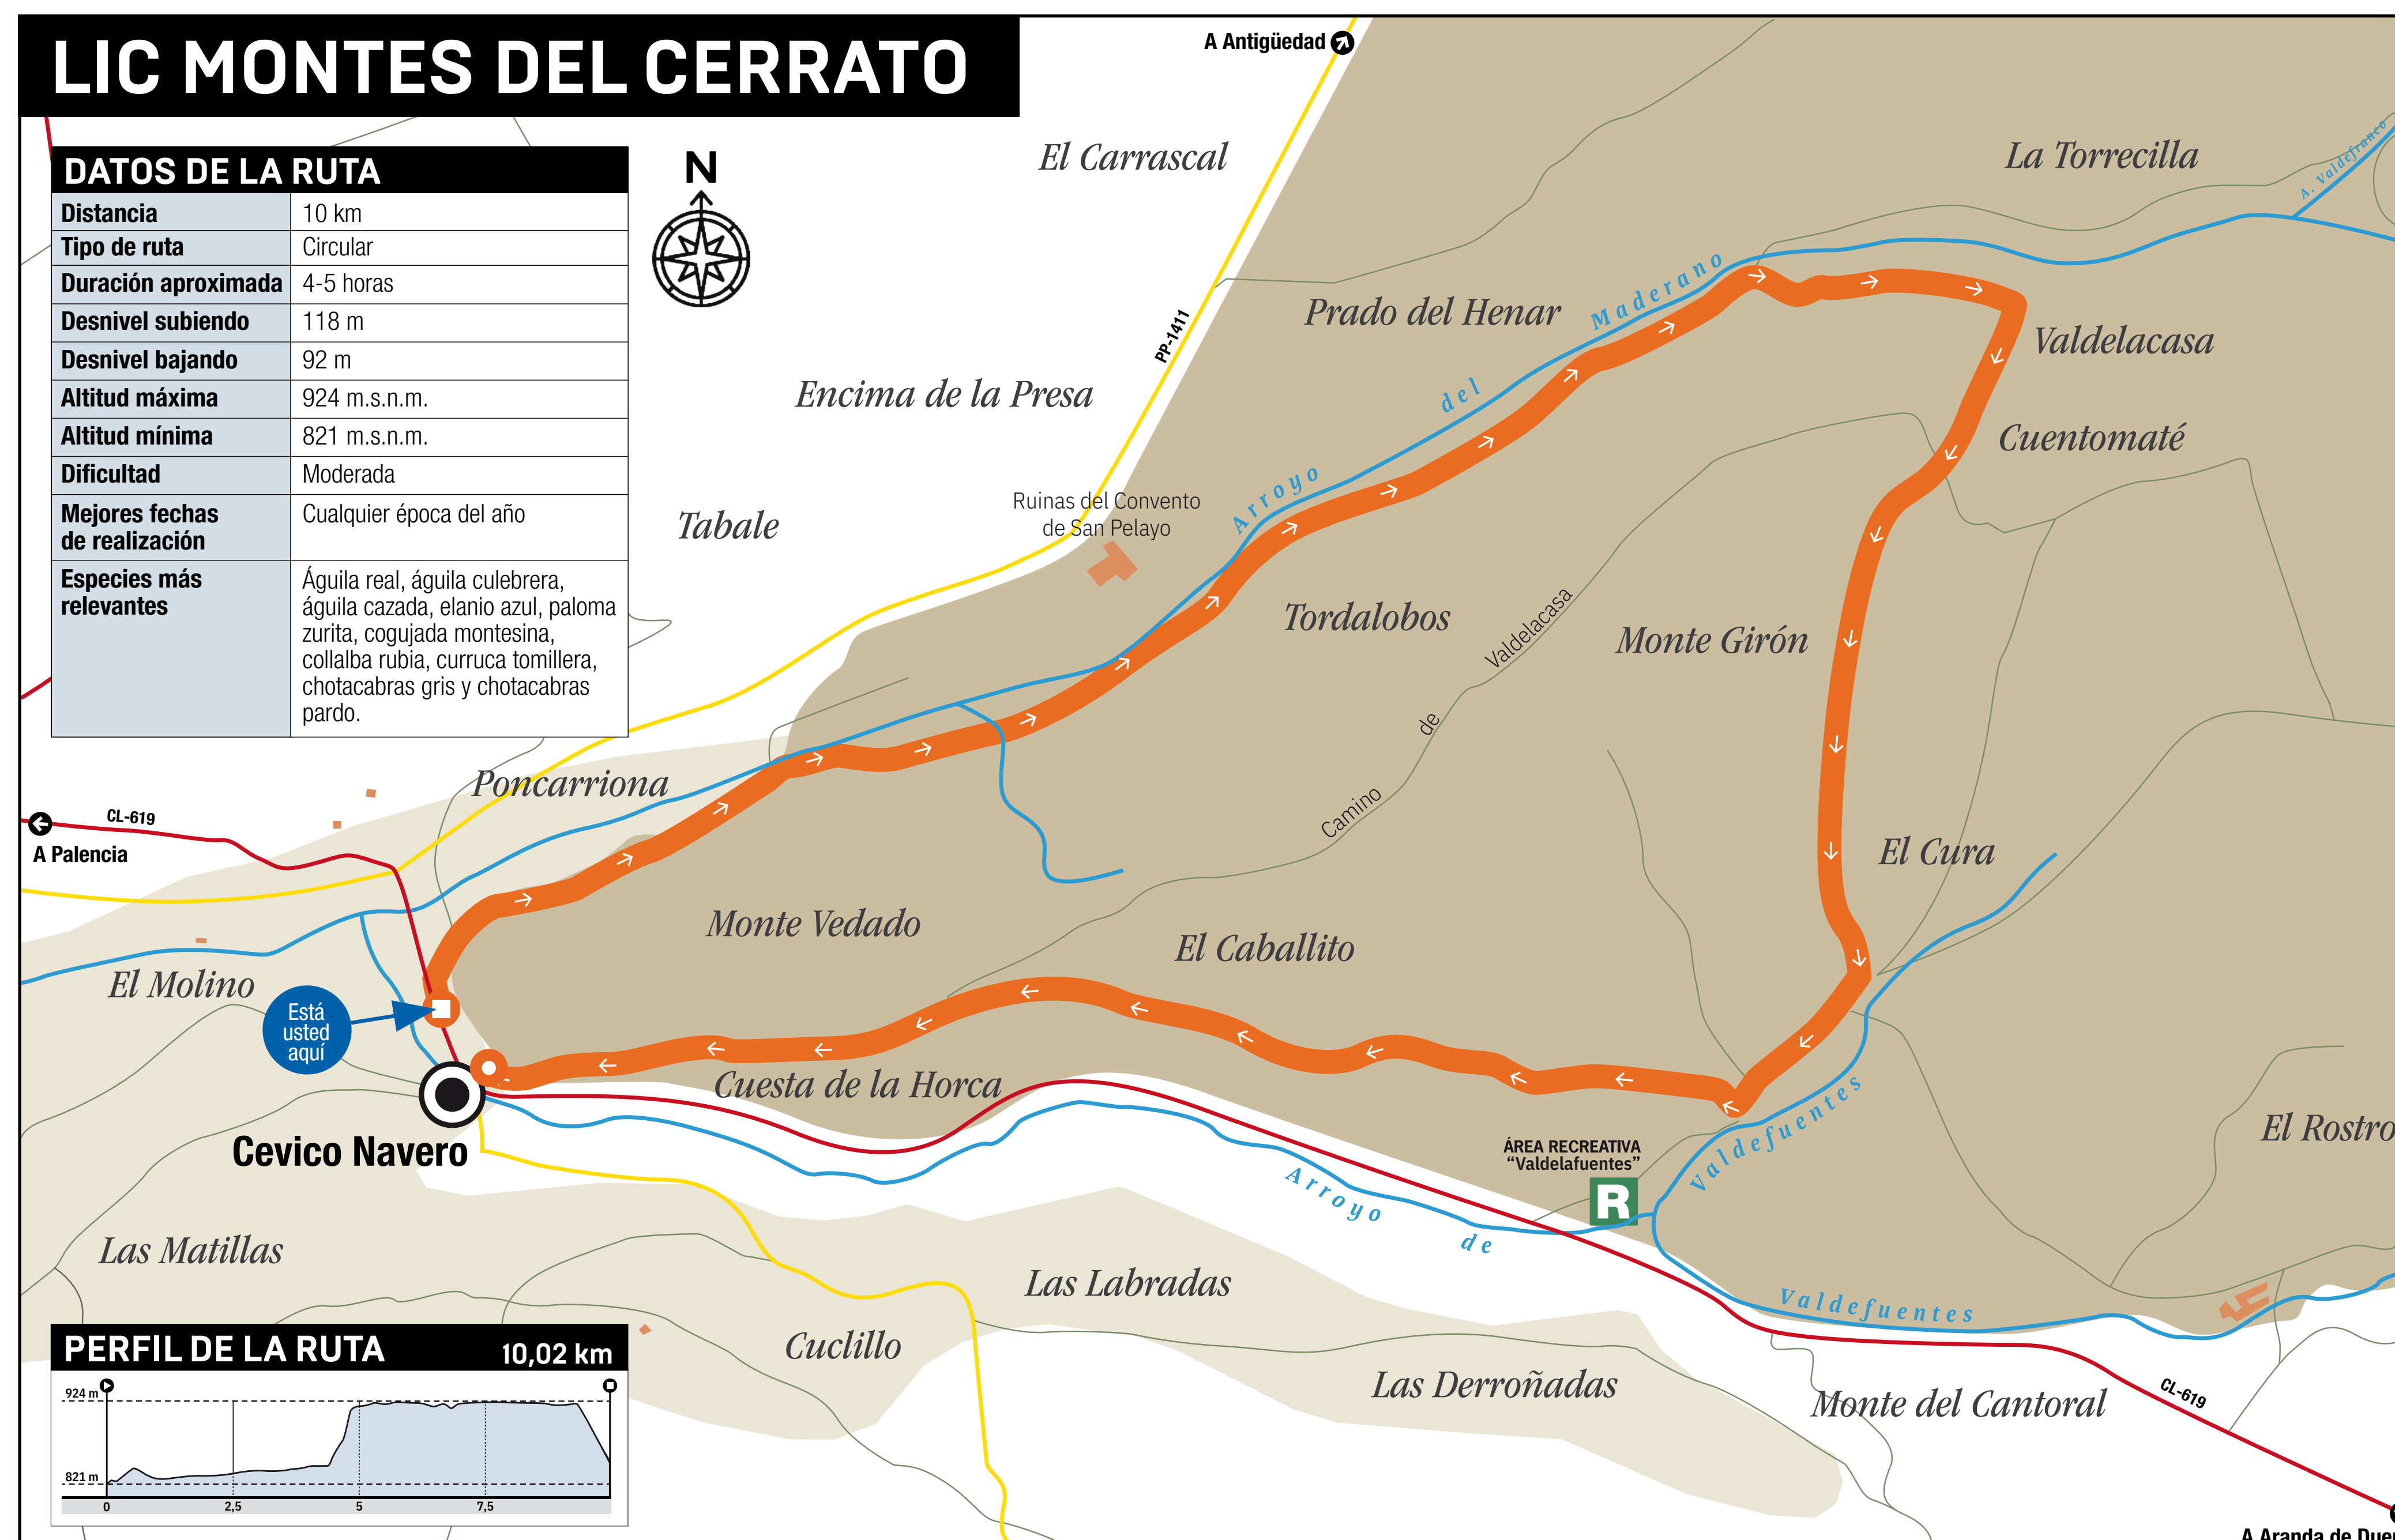 LIC MONTES DEL CERRATO
A Antigüedad
DATOS DE LA RUTA
Distancia 10 km
Tipo de ruta Circular
Duración aproximada 4-5 horas
Desnivel subiendo 118 m
Desnivel bajando 92 m
Altitud máxima 924 m.s.n.m.
Altitud mínima 821 m.s.n.m.
Dificultad Moderada
Mejores fechas de realización Cualquier época del año
Especies más relevantes
Águila real, águila culebrera,
águila cazada, elanio azul, paloma
zurita, cogujada montesina,
collalba rubia, curruca tomillera,
chotacabras gris y chotacabras
pardo.
N
El Carrascal
La Torrecilla
A. Valdefranco
PP-1411
Prado del Henar
Arroyo del Maderano
Valdelacasa
Encima de la Presa
Cuentomaté
Tabale
Ruinas del Convento
de San Pelayo
Tordalobos
Camino de Valdelacasa
Monte Girón
Poncarriona
CL-619
A Palencia
El Cura
Monte Vedado
El Caballito
El Molino
Está
usted
aquí
Cuesta de la Horca
Cevico Navero
El Rostro
ÁREA RECREATIVA
“Valdelafuentes”
R
Valdefuentes
Arroyo de Valdefuentes
Las Matillas
Las Labradas
Cuclillo
Las Derroñadas
Monte del Cantoral
CL-619
PERFIL DE LA RUTA 10,02 km
924 m
821 m
0 2,5 5 7,5